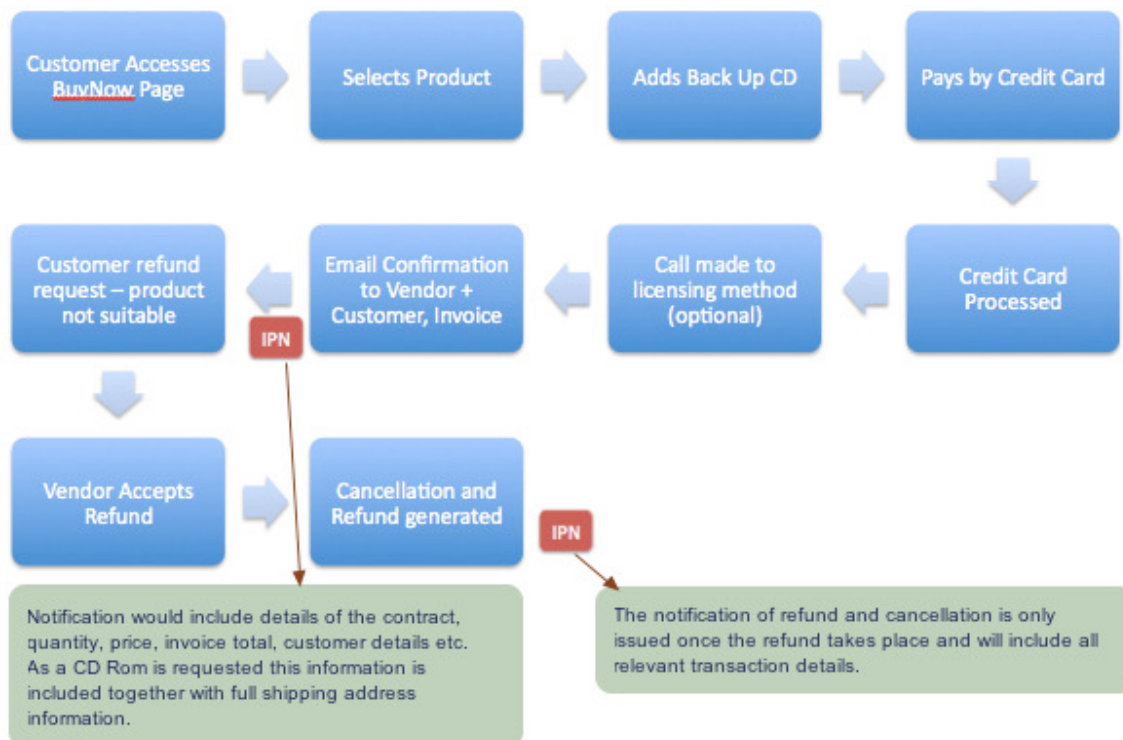 Customer Accesses
BuyNow Page
Selects Product
Adds Back Up CD
Pays by Credit Card
Credit Card
Processed
Call made to
licensing method
(optional)
Email Confirmation
to Vendor +
Customer, Invoice
IPN
Customer refund
request – product
not suitable
Vendor Accepts
Refund
Cancellation and
Refund generated
IPN
Notification would include details of the contract,
quantity, price, invoice total, customer details etc.
As a CD Rom is requested this information is
included together with full shipping address
information.
The notification of refund and cancellation is only
issued once the refund takes place and will include all
relevant transaction details.